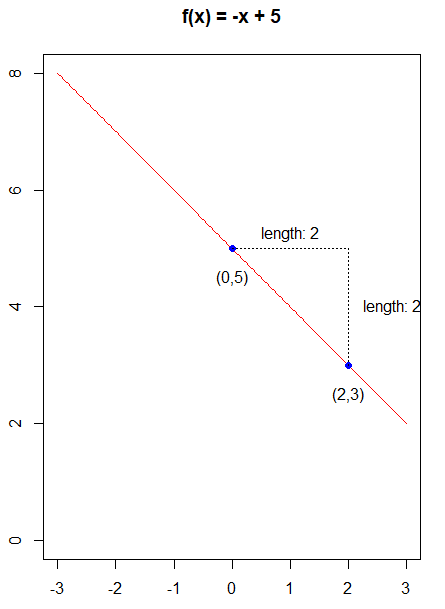 f(x) = -x + 5
8
6
4
2
0
length: 2
(0,5)
length: 2
(2,3)
-3 -2 -1 0 1 2 3